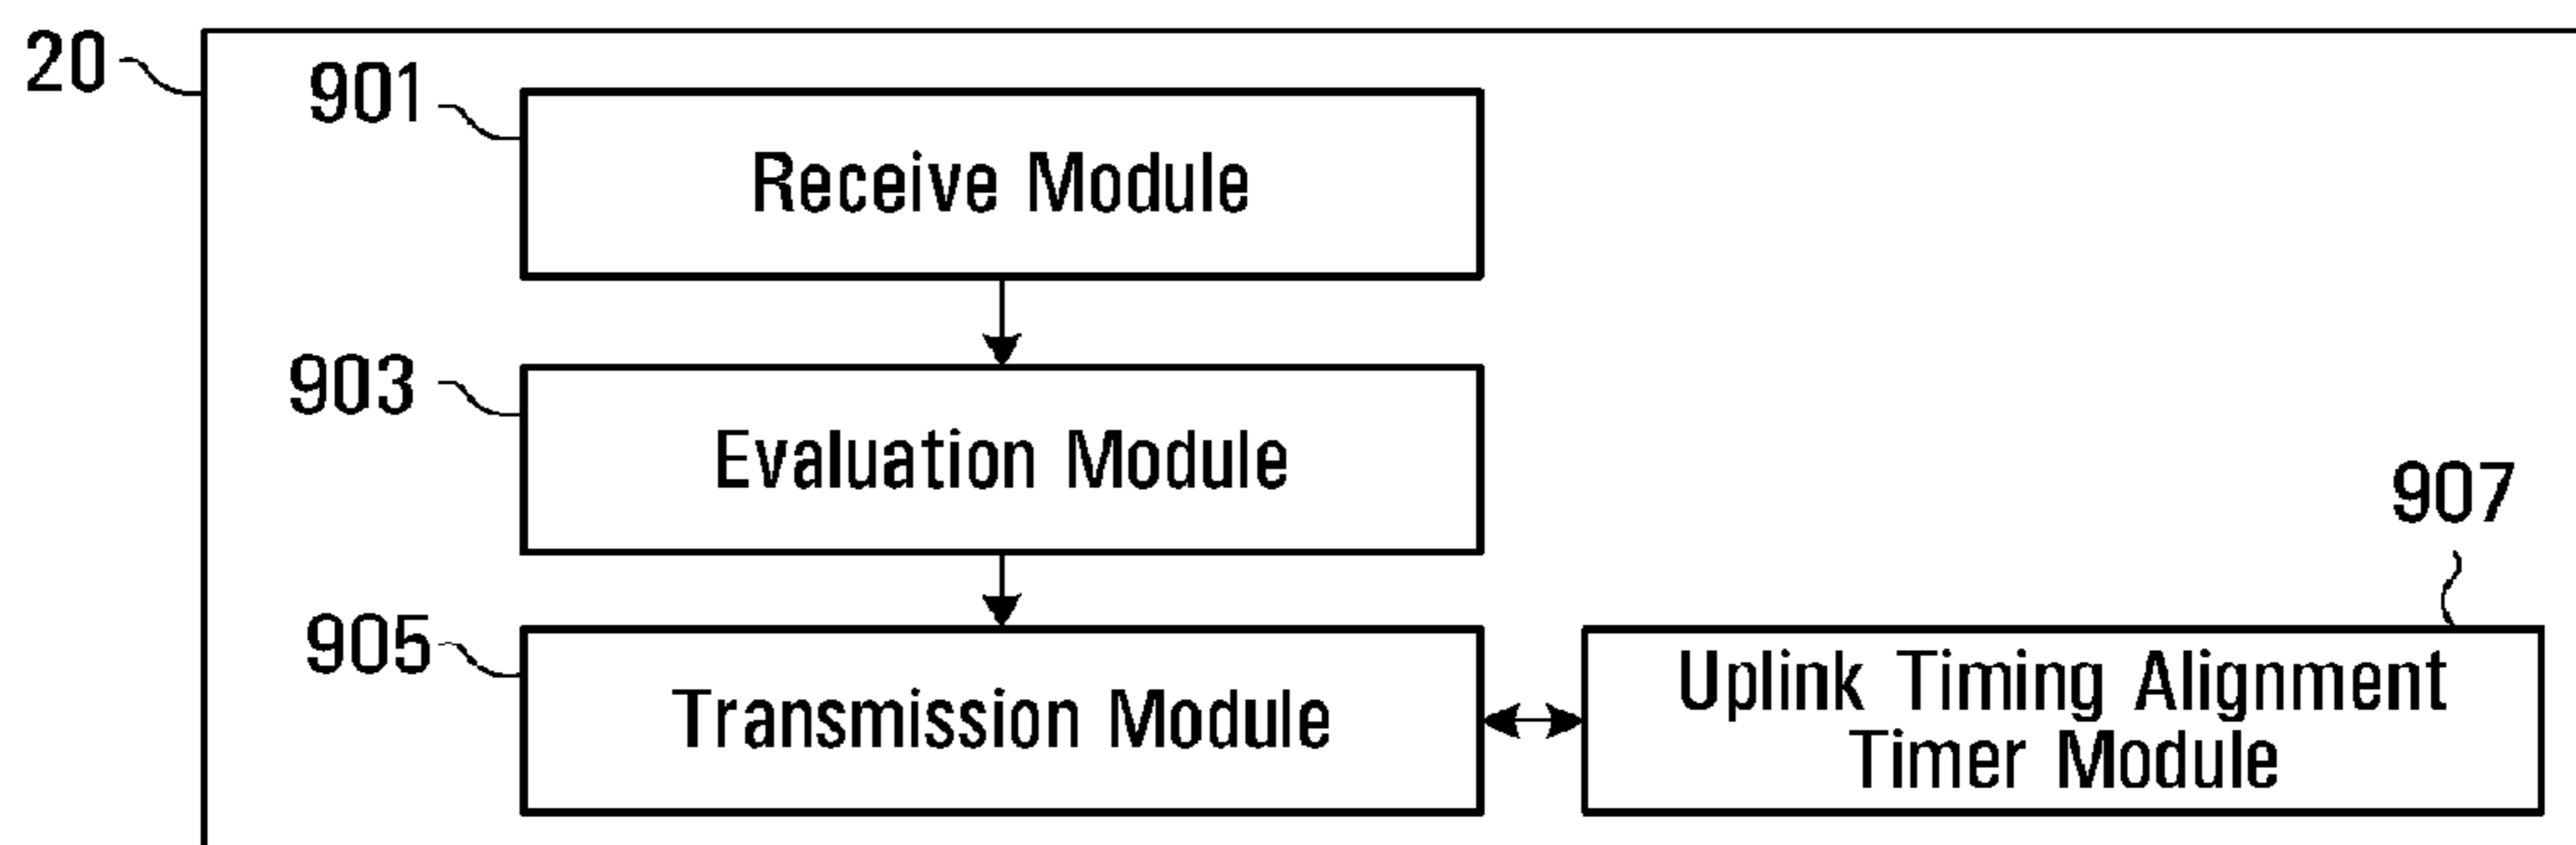 20
901
Receive Module
903
Evaluation Module
907
905
Transmission Module
Uplink Timing Alignment
Timer Module